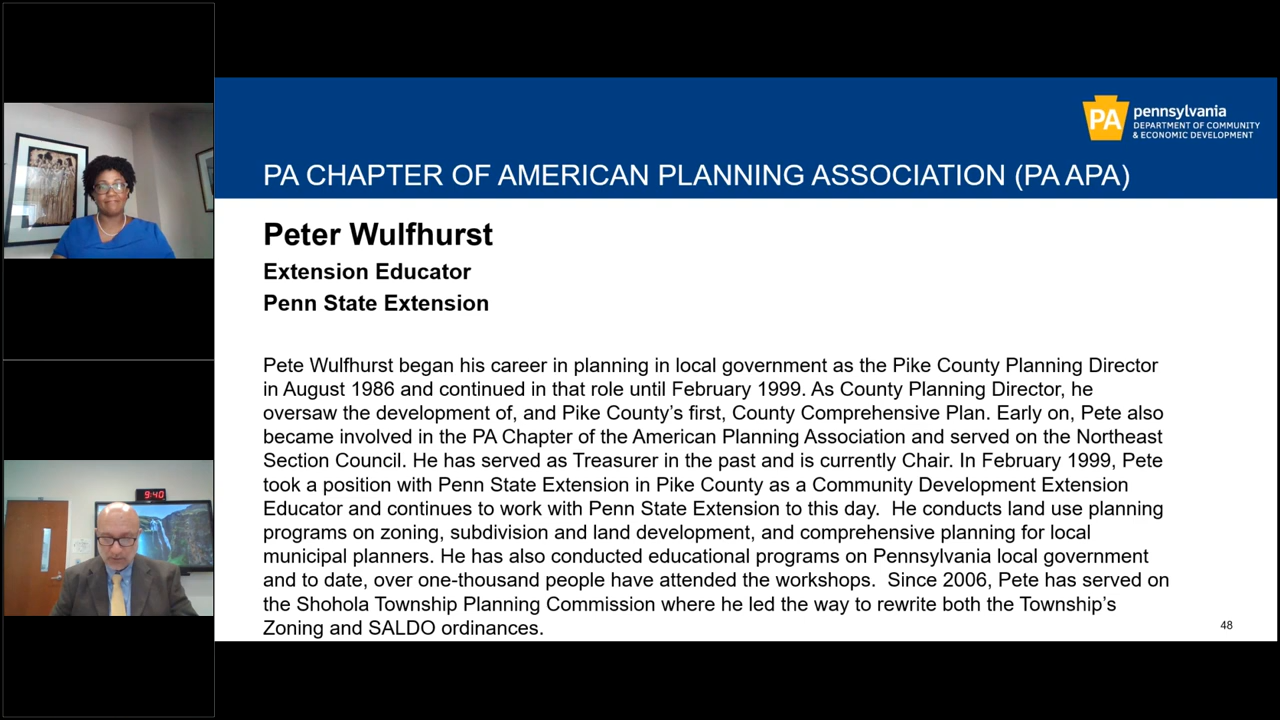 9:40
PA
pennsylvania
DEPARTMENT OF COMMUNITY
& ECONOMIC DEVELOPMENT
PA CHAPTER OF AMERICAN PLANNING ASSOCIATION (PA APA)
Peter Wulfhurst
Extension Educator
Penn State Extension
Pete Wulfhurst began his career in planning in local government as the Pike County Planning Director
in August 1986 and continued in that role until February 1999. As County Planning Director, he
oversaw the development of, and Pike County's first, County Comprehensive Plan. Early on, Pete also
became involved in the PA Chapter of the American Planning Association and served on the Northeast
Section Council. He has served as Treasurer in the past and is currently Chair. In February 1999, Pete
took a position with Penn State Extension in Pike County as a Community Development Extension
Educator and continues to work with Penn State Extension to this day.  He conducts land use planning
programs on zoning, subdivision and land development, and comprehensive planning for local
municipal planners. He has also conducted educational programs on Pennsylvania local government
and to date, over one-thousand people have attended the workshops.  Since 2006, Pete has served on
the Shohola Township Planning Commission where he led the way to rewrite both the Township's
Zoning and SALDO ordinances.
48